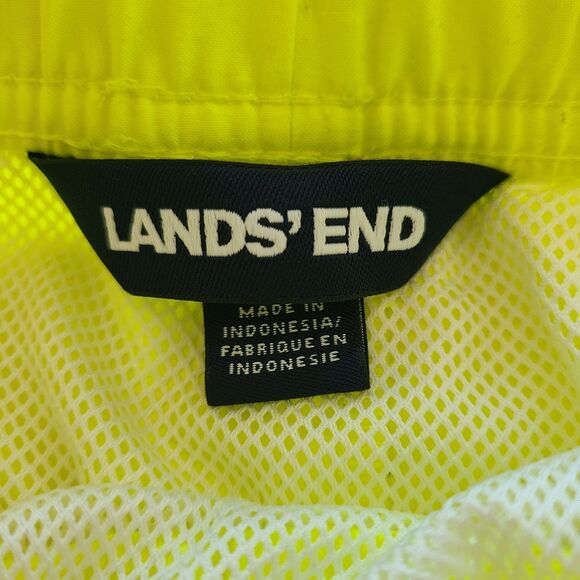 LANDS' END
MADE IN
INDONESIA/
FABRIQUE EN
INDONESIE